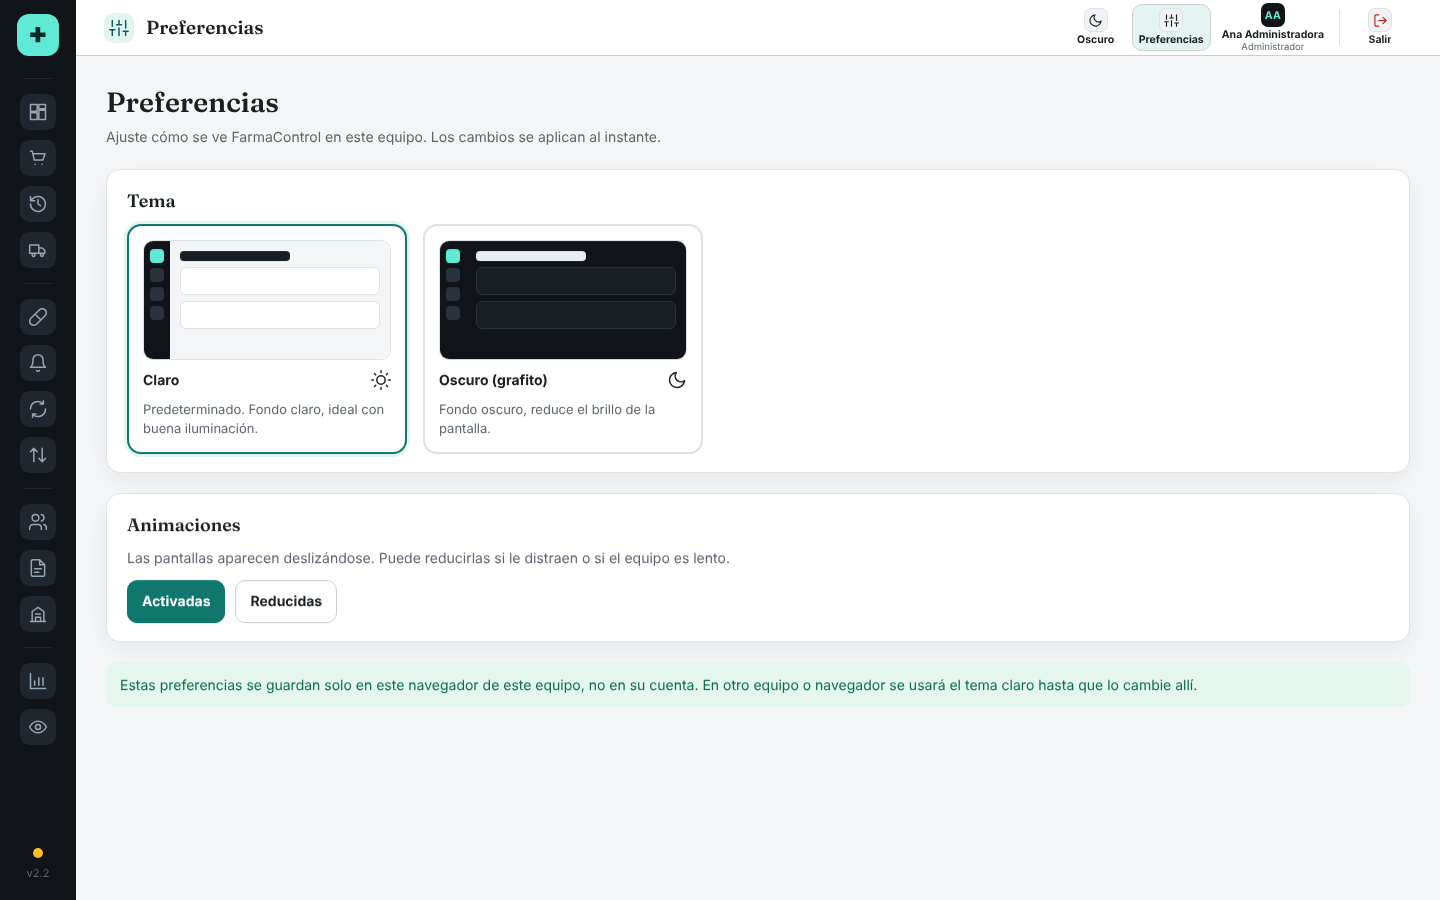 Preferencias
Oscuro
Preferencias
AA
Ana Administradora
Administrador
Salir
Preferencias
Ajuste cómo se ve FarmaControl en este equipo. Los cambios se aplican al instante.
Tema
Claro
Predeterminado. Fondo claro, ideal con
buena iluminación.
Oscuro (grafito)
Fondo oscuro, reduce el brillo de la
pantalla.
Animaciones
Las pantallas aparecen deslizándose. Puede reducirlas si le distraen o si el equipo es lento.
Activadas
Reducidas
Estas preferencias se guardan solo en este navegador de este equipo, no en su cuenta. En otro equipo o navegador se usará el tema claro hasta que lo cambie allí.
v2.2